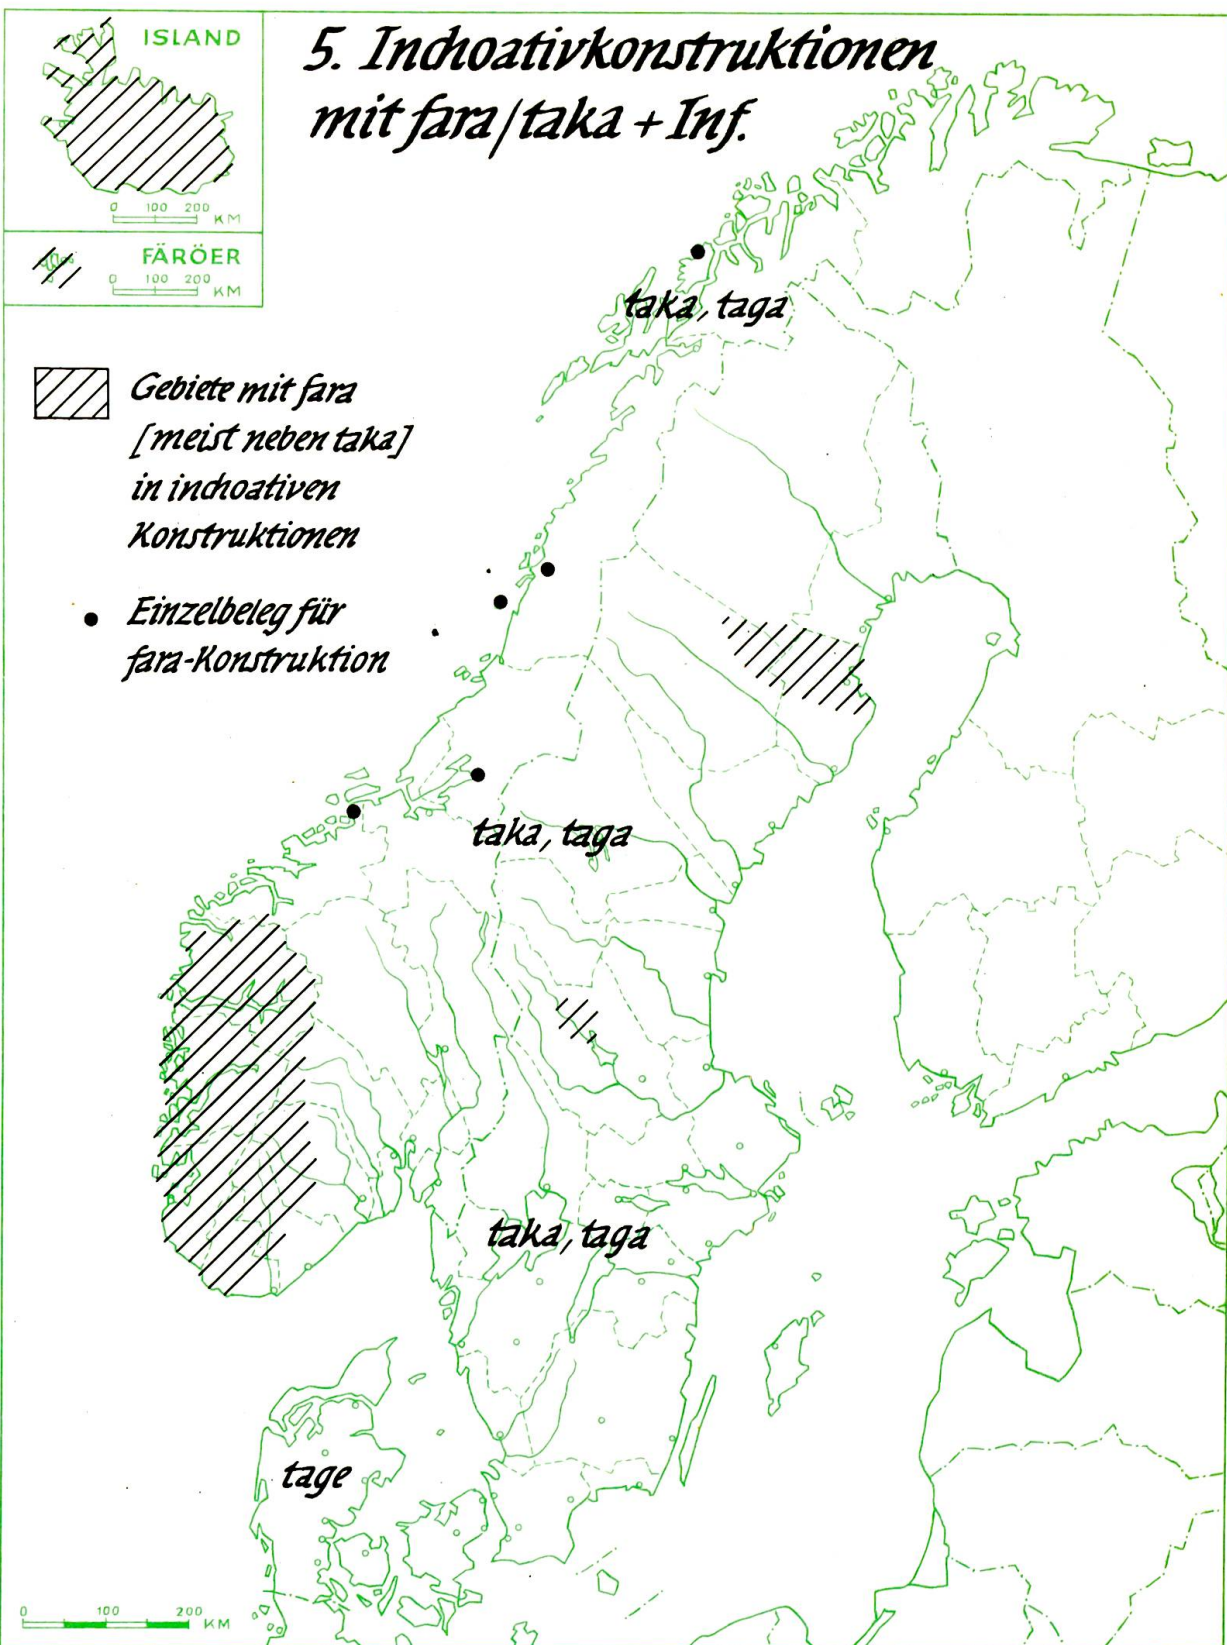 5. Inchoativkonstruktionen
mit fara/taka + Inf.
ISLAND
0 100 200
KM
FÄRÖER
0 100 200
KM
Gebiete mit fara
[meist neben taka]
in inchoativen
Konstruktionen
Einzelbeleg für
fara-Konstruktion
taka, taga
taka, taga
taka, taga
tage
0 100 200
KM